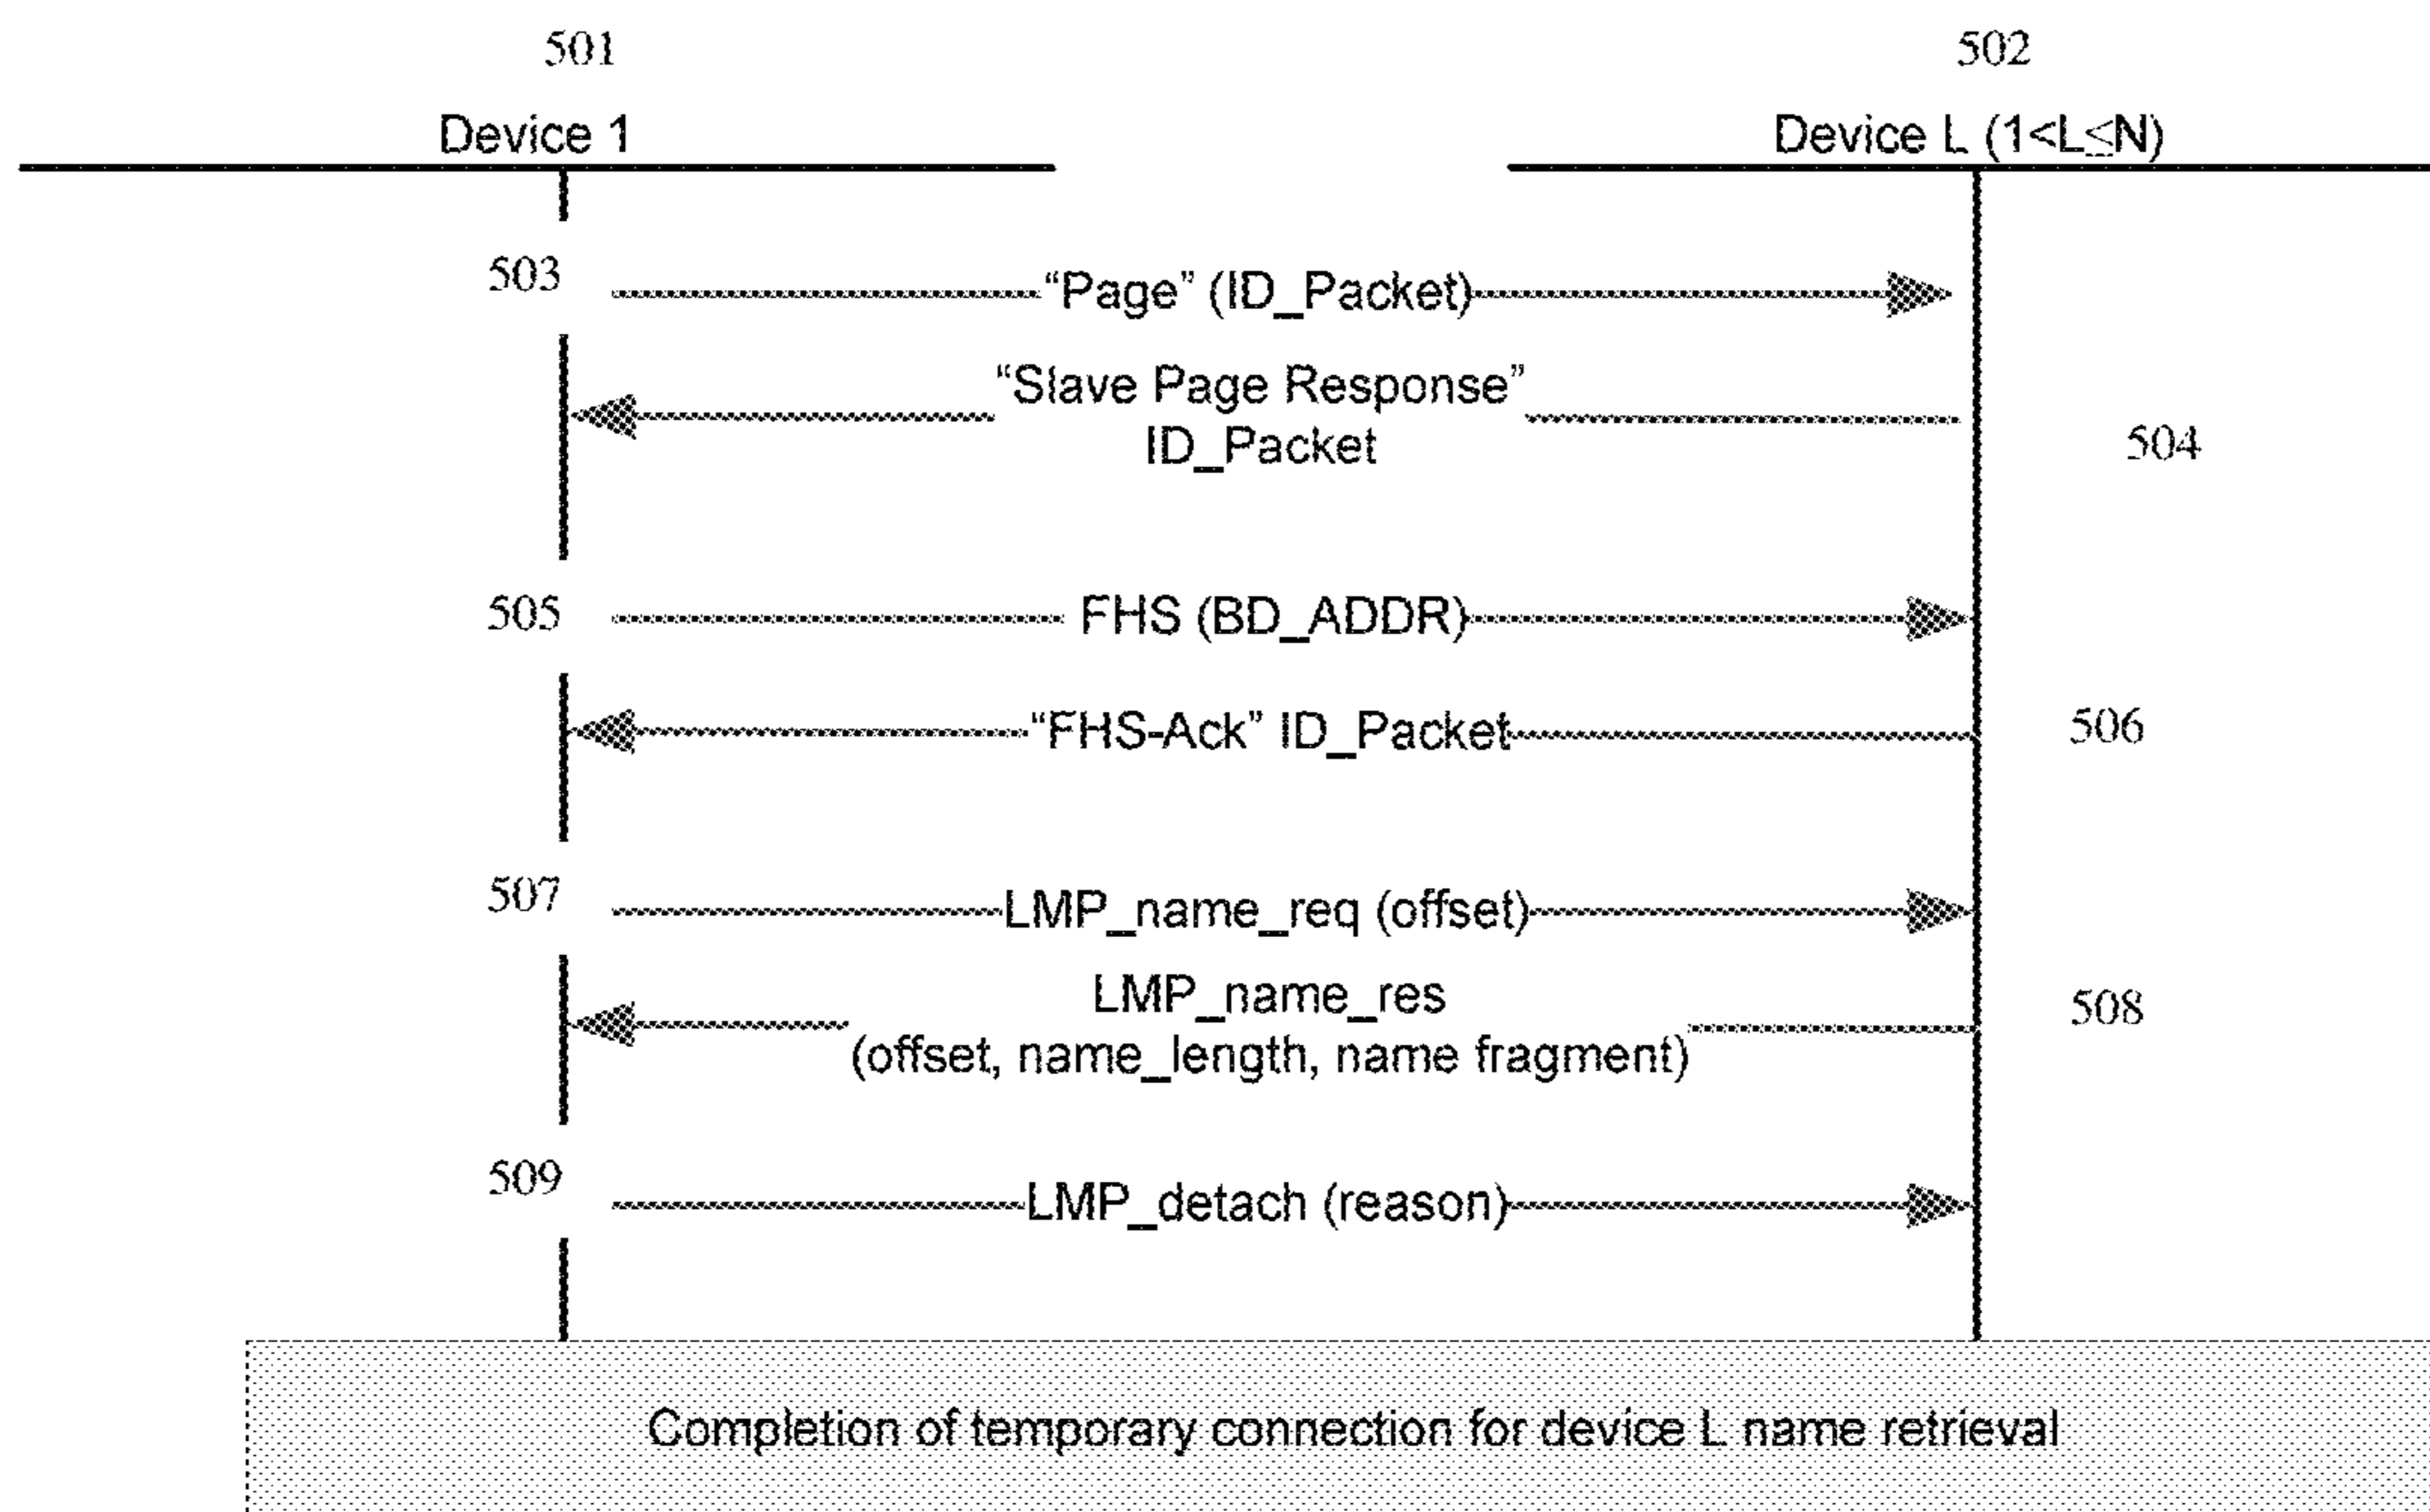 501
502
Device 1
Device L (1<L≤N)
503
“Page” (ID_Packet)
“Slave Page Response”
ID_Packet
504
505
FHS (BD_ADDR)
“FHS-Ack” ID_Packet
506
507
LMP_name_req (offset)
LMP_name_res
(offset, name_length, name fragment)
508
509
LMP_detach (reason)
Completion of temporary connection for device L name retrieval